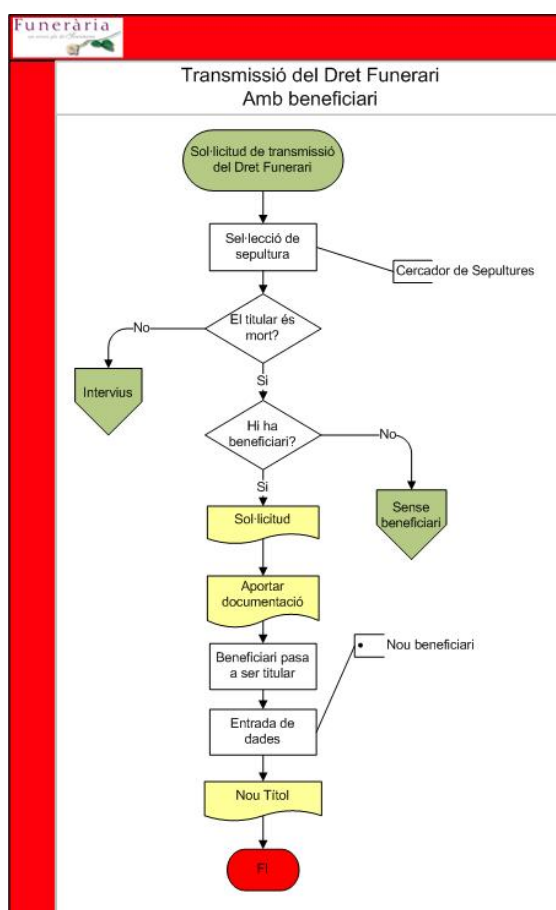 Funerària
Transmissió del Dret Funerari
Amb beneficiari
Sol·licitud de transmissió
del Dret Funerari
Sel·lecció de
sepultura
Cercador de Sepultures
El titular és
mort?
No
Intervius
Si
Hi ha
beneficiari?
No
Sense
beneficiari
Si
Sol·licitud
Aportar
documentació
Beneficiari pasa
a ser titular
Nou beneficiari
Entrada de
dades
Nou Títol
FI